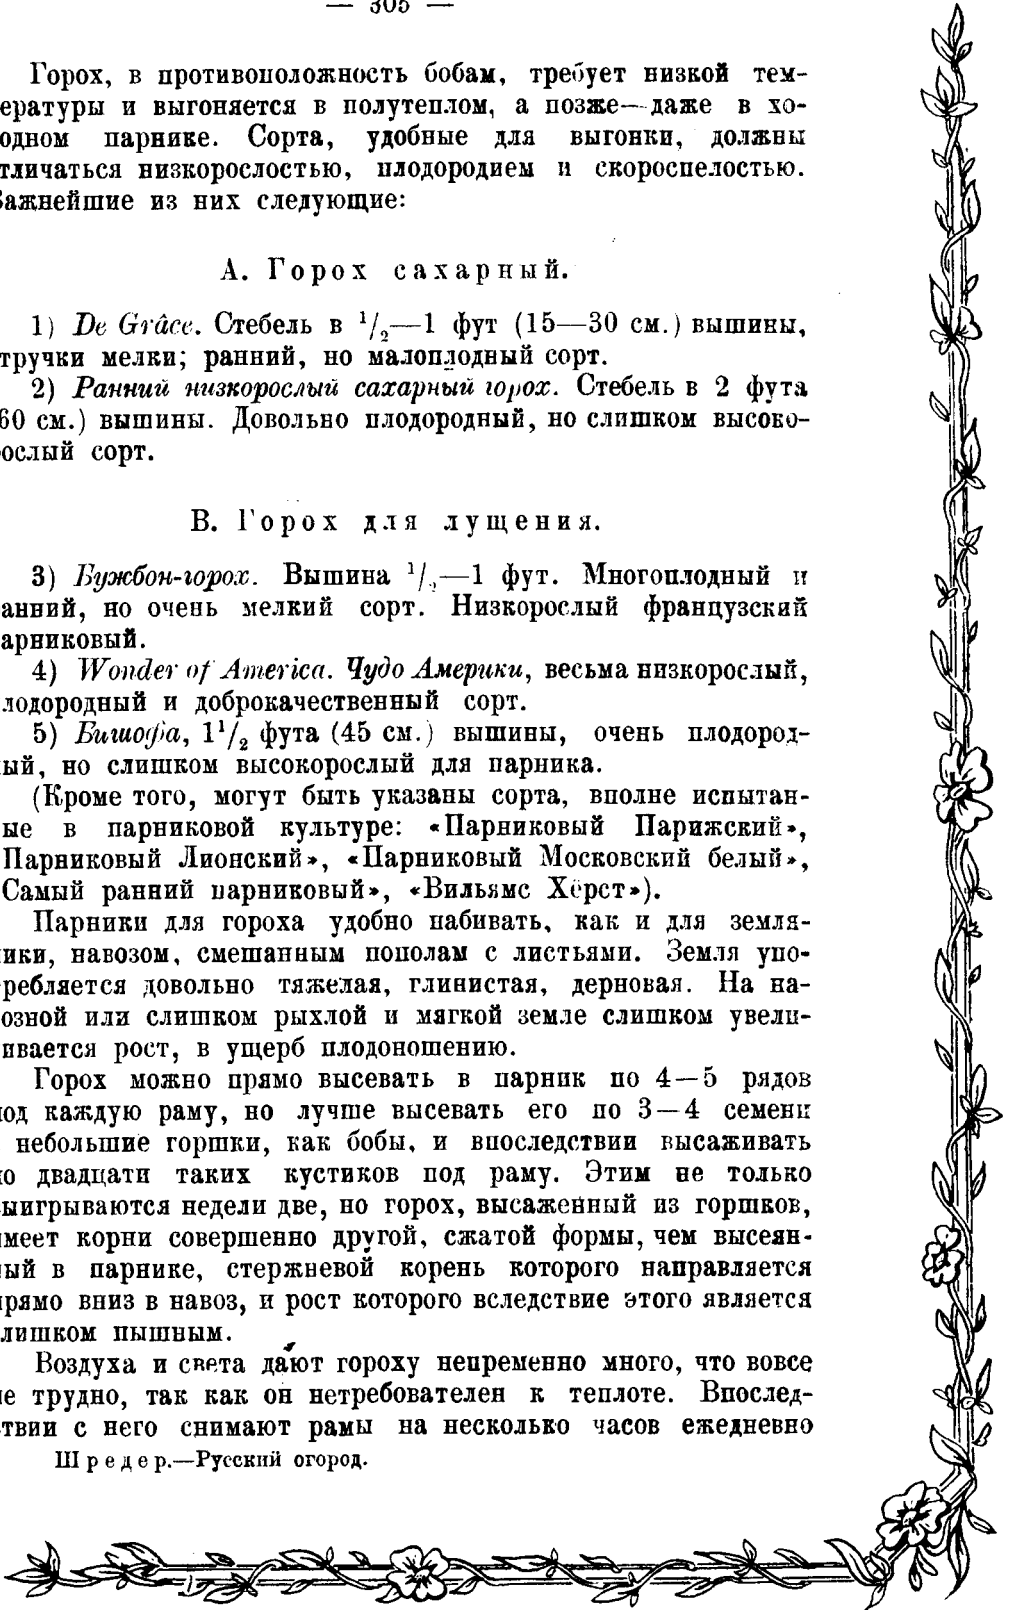 — 305 —
Горох, в противоположность бобам, требует низкой тем-
ературы и выгоняется в полутеплом, а позже—даже в хо-
одном парнике. Сорта, удобные для выгонки, должны
тличаться низкорослостью, плодородием и скороспелостью.
ажнейшие из них следующие:
А. Горох сахарный.
1) De Grâce. Стебель в 1/2—1 фут (15—30 см.) вышины,
тручки мелки; ранний, но малоплодный сорт.
2) Ранний низкорослый сахарный горох. Стебель в 2 фута
60 см.) вышины. Довольно плодородный, но слишком высоко-
ослый сорт.
В. Горох для лущения.
3) Бужбон-горох. Вышина 1/2—1 фут. Многоплодный и
анний, но очень мелкий сорт. Низкорослый французский
арниковый.
4) Wonder of America. Чудо Америки, весьма низкорослый,
лодородный и доброкачественный сорт.
5) Бишофа, 1 1/2 фута (45 см.) вышины, очень плодород-
ый, но слишком высокорослый для парника.
(Кроме того, могут быть указаны сорта, вполне испытан-
ые в парниковой культуре: «Парниковый Парижский»,
Парниковый Лионский», «Парниковый Московский белый»,
Самый ранний парниковый», «Вильямс Хёрст»).
Парники для гороха удобно набивать, как и для земля-
ики, навозом, смешанным пополам с листьями. Земля упо-
ребляется довольно тяжелая, глинистая, дерновая. На на-
озной или слишком рыхлой и мягкой земле слишком увели-
ивается рост, в ущерб плодоношению.
Горох можно прямо высевать в парник по 4—5 рядов
од каждую раму, но лучше высевать его по 3—4 семени
небольшие горшки, как бобы, и впоследствии высаживать
о двадцати таких кустиков под раму. Этим не только
ыигрываются недели две, но горох, высаженный из горшков,
меет корни совершенно другой, сжатой формы, чем высеян-
ый в парнике, стержневой корень которого направляется
рямо вниз в навоз, и рост которого вследствие этого является
лишком пышным.
Воздуха и света дают гороху непременно много, что вовсе
е трудно, так как он нетребователен к теплоте. Впослед-
твии с него снимают рамы на несколько часов ежедневно
Шредер.—Русский огород.